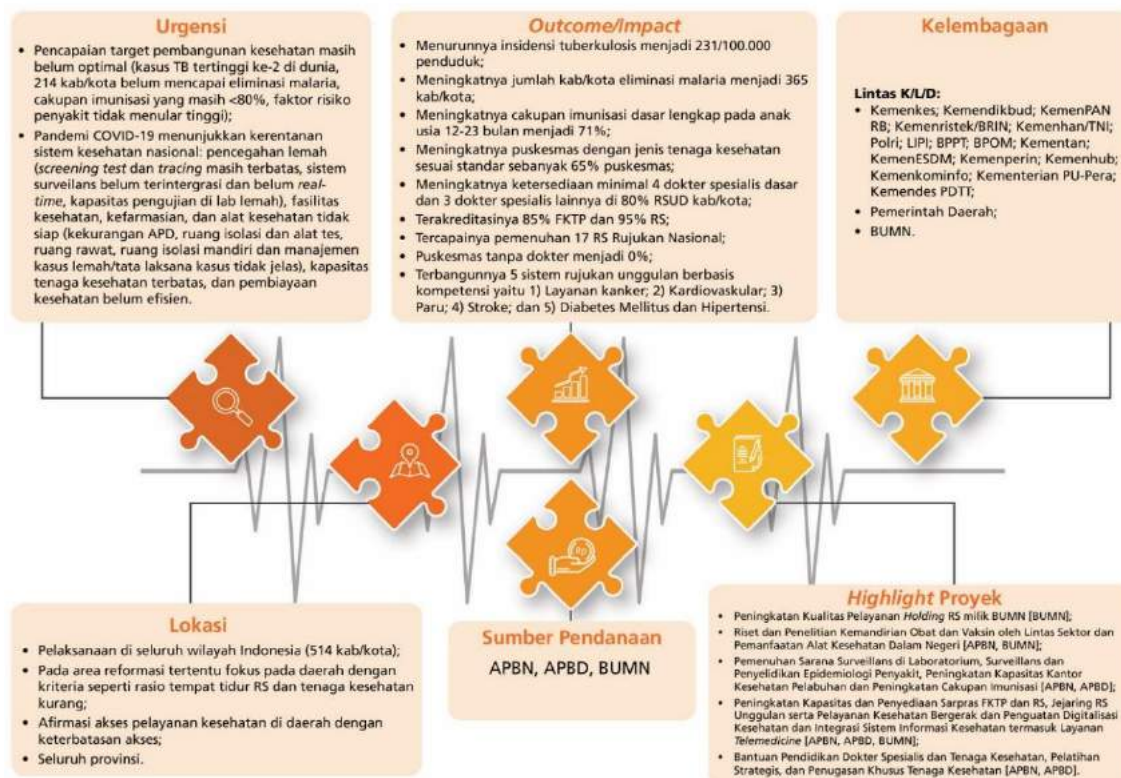 Urgensi
• Pencapaian target pembangunan kesehatan masih
belum optimal (kasus TB tertinggi ke-2 di dunia,
214 kab/kota belum mencapai eliminasi malaria,
cakupan imunisasi yang masih <80%, faktor risiko
penyakit tidak menular tinggi);
• Pandemi COVID-19 menunjukkan kerentanan
sistem kesehatan nasional: pencegahan lemah
(screening test dan tracing masih terbatas, sistem
surveilans belum terintergrasi dan belum real-
time, kapasitas pengujian di lab lemah), fasilitas
kesehatan, kefarmasian, dan alat kesehatan tidak
siap (kekurangan APD, ruang isolasi dan alat tes,
ruang rawat, ruang isolasi mandiri dan manajemen
kasus lemah/tata laksana kasus tidak jelas), kapasitas
tenaga kesehatan terbatas, dan pembiayaan
kesehatan belum efisien.
Outcome/Impact
• Menurunnya insidensi tuberkulosis menjadi 231/100.000
penduduk;
• Meningkatnya jumlah kab/kota eliminasi malaria menjadi 365
kab/kota;
• Meningkatnya cakupan imunisasi dasar lengkap pada anak
usia 12-23 bulan menjadi 71%;
• Meningkatnya puskesmas dengan jenis tenaga kesehatan
sesuai standar sebanyak 65% puskesmas;
• Meningkatnya ketersediaan minimal 4 dokter spesialis dasar
dan 3 dokter spesialis lainnya di 80% RSUD kab/kota;
• Terakreditasinya 85% FKTP dan 95% RS;
• Tercapainya pemenuhan 17 RS Rujukan Nasional;
• Puskesmas tanpa dokter menjadi 0%;
• Terbangunnya 5 sistem rujukan unggulan berbasis
kompetensi yaitu 1) Layanan kanker; 2) Kardiovaskular; 3)
Paru; 4) Stroke; dan 5) Diabetes Mellitus dan Hipertensi.
Kelembagaan
Lintas K/L/D:
• Kemenkes; Kemendikbud; KemenPAN
RB; Kemenristek/BRIN; Kemenhan/TNI;
Polri; LIPI; BPPT; BPOM; Kementan;
KemenESDM; Kemenperin; Kemenhub;
Kemenkominfo; Kementerian PU-Pera;
Kemendes PDTT;
• Pemerintah Daerah;
• BUMN.
Lokasi
• Pelaksanaan di seluruh wilayah Indonesia (514 kab/kota);
• Pada area reformasi tertentu fokus pada daerah dengan
kriteria seperti rasio tempat tidur RS dan tenaga kesehatan
kurang;
• Afirmasi akses pelayanan kesehatan di daerah dengan
keterbatasan akses;
• Seluruh provinsi.
Sumber Pendanaan
APBN, APBD, BUMN
Highlight Proyek
• Peningkatan Kualitas Pelayanan Holding RS milik BUMN [BUMN];
• Riset dan Penelitian Kemandirian Obat dan Vaksin oleh Lintas Sektor dan
Pemanfaatan Alat Kesehatan Dalam Negeri [APBN, BUMN];
• Pemenuhan Sarana Surveillans di Laboratorium, Surveillans dan
Penyelidikan Epidemiologi Penyakit, Peningkatan Kapasitas Kantor
Kesehatan Pelabuhan dan Peningkatan Cakupan Imunisasi [APBN, APBD];
• Peningkatan Kapasitas dan Penyediaan Sarpras FKTP dan RS, Jejaring RS
Unggulan serta Pelayanan Kesehatan Bergerak dan Penguatan Digitalisasi
Kesehatan dan Integrasi Sistem Informasi Kesehatan termasuk Layanan
Telemedicine [APBN, APBD, BUMN];
• Bantuan Pendidikan Dokter Spesialis dan Tenaga Kesehatan, Pelatihan
Strategis, dan Penugasan Khusus Tenaga Kesehatan [APBN, APBD].